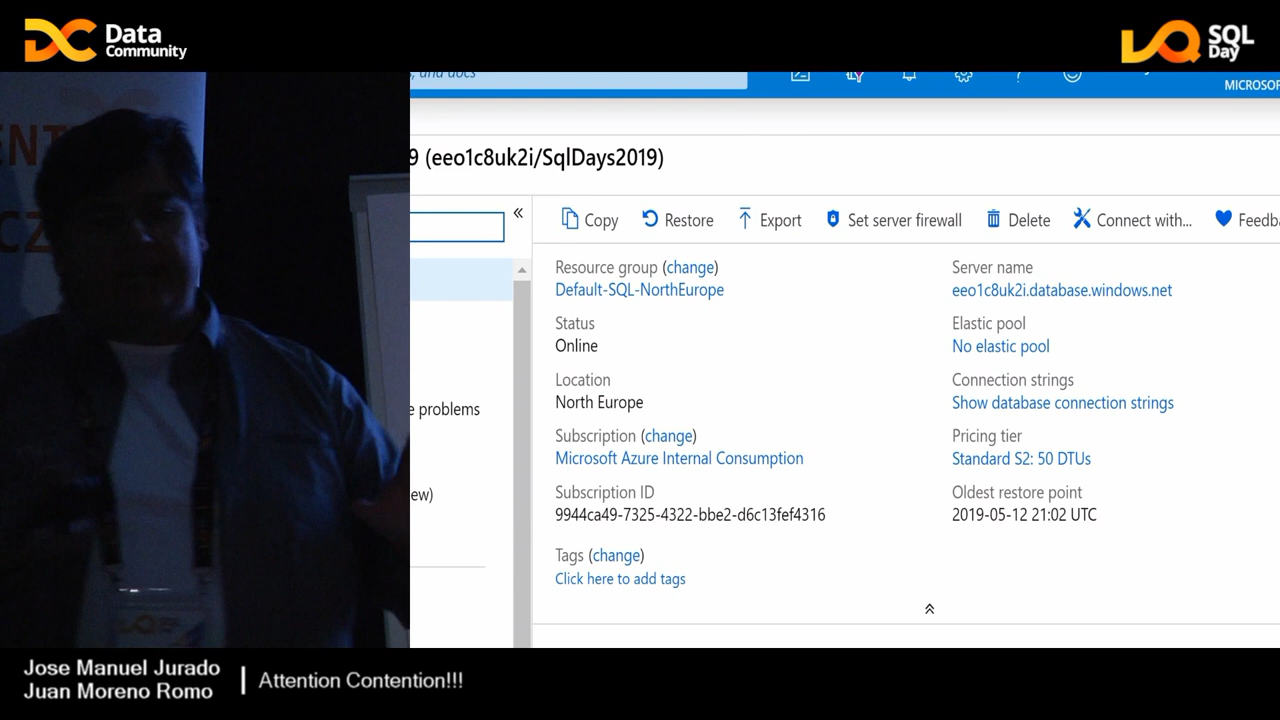 Data
Community
SQL
Day
, and docs
MICROSOF
ENT
CZ
9 (eeo1c8uk2i/SqlDays2019)
«
Copy
Restore
Export
Set server firewall
Delete
Connect with...
Feedba
Resource group (change)
Default-SQL-NorthEurope
Status
Online
Location
North Europe
Subscription (change)
Microsoft Azure Internal Consumption
Subscription ID
9944ca49-7325-4322-bbe2-d6c13fef4316
Tags (change)
Click here to add tags
Server name
eeo1c8uk2i.database.windows.net
Elastic pool
No elastic pool
Connection strings
Show database connection strings
Pricing tier
Standard S2: 50 DTUs
Oldest restore point
2019-05-12 21:02 UTC
e problems
ew)
Jose Manuel Jurado
Juan Moreno Romo
Attention Contention!!!